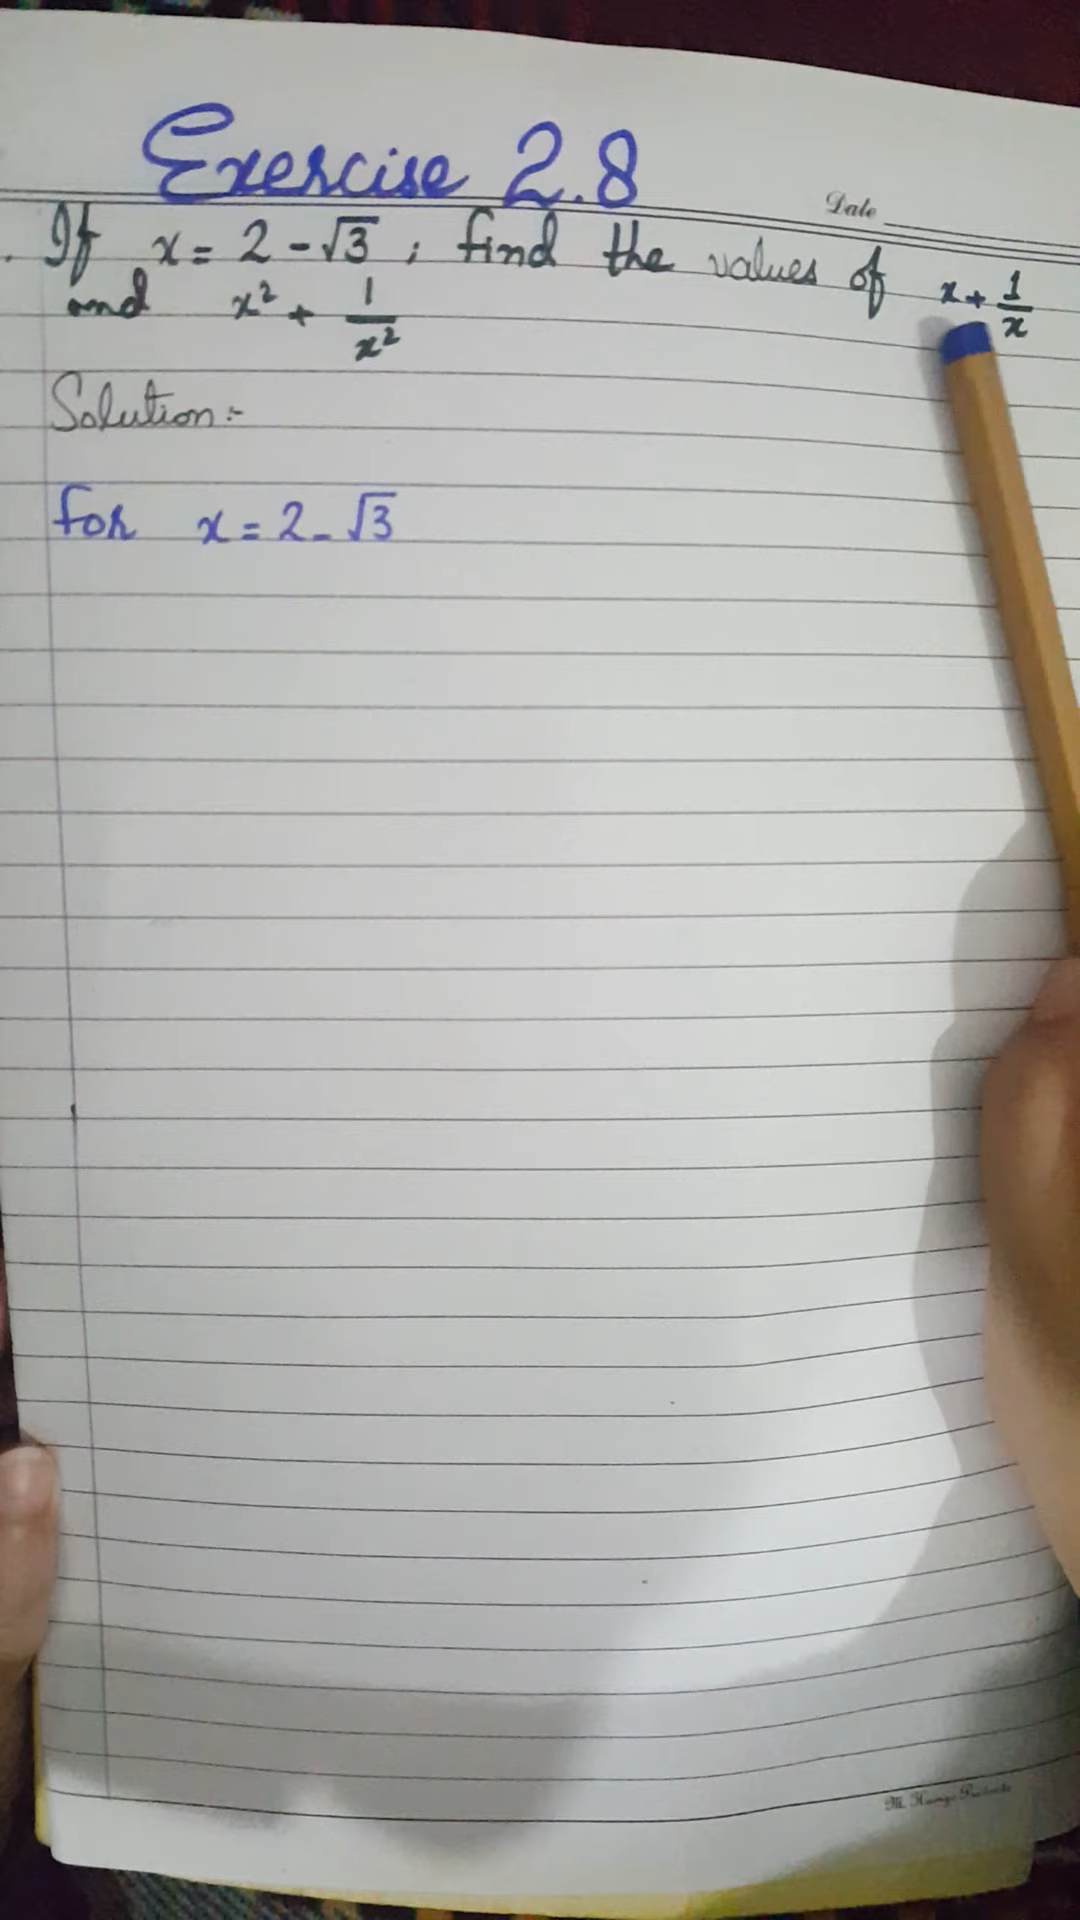 Exercise 2.8
Date
If x = 2 - √3 ; find the values of x + 1/x
and x² + 1/x²
Solution:-
for x = 2 - √3